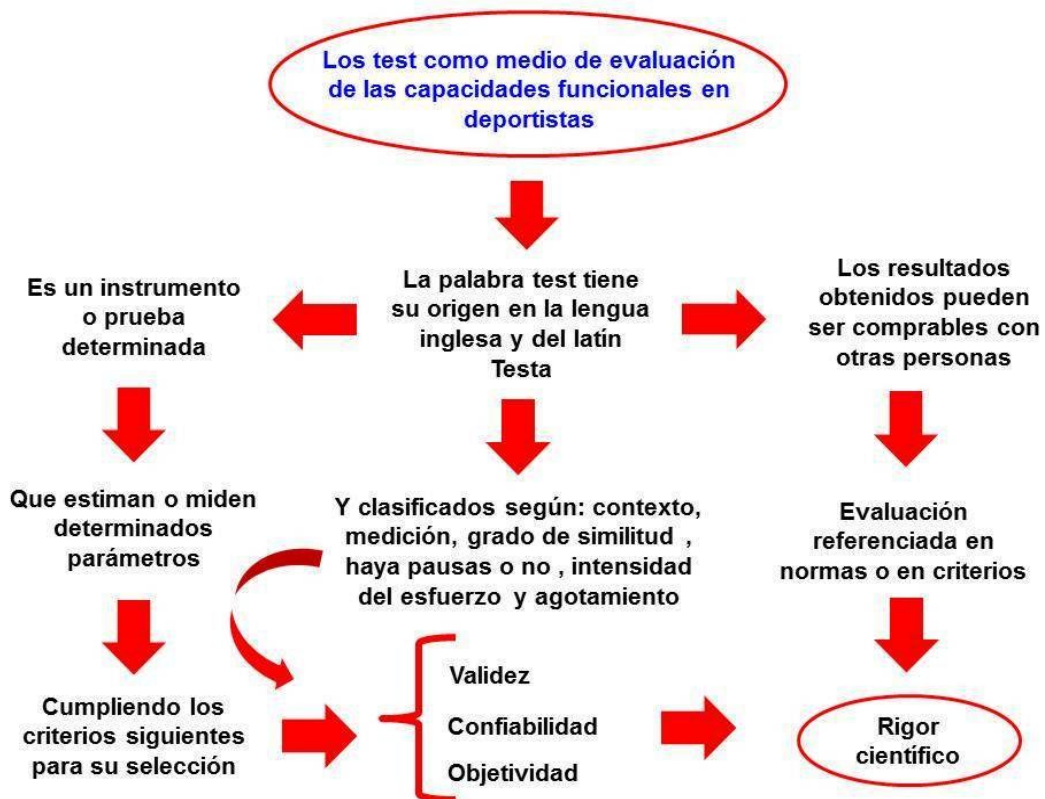 Los test como medio de evaluación
de las capacidades funcionales en
deportistas
Es un instrumento
o prueba
determinada
La palabra test tiene
su origen en la lengua
inglesa y del latín
Testa
Los resultados
obtenidos pueden
ser comprables con
otras personas
Que estiman o miden
determinados
parámetros
Y clasificados según: contexto,
medición, grado de similitud ,
haya pausas o no , intensidad
del esfuerzo y agotamiento
Evaluación
referenciada en
normas o en criterios
Cumpliendo los
criterios siguientes
para su selección
Validez
Confiabilidad
Objetividad
Rigor
científico